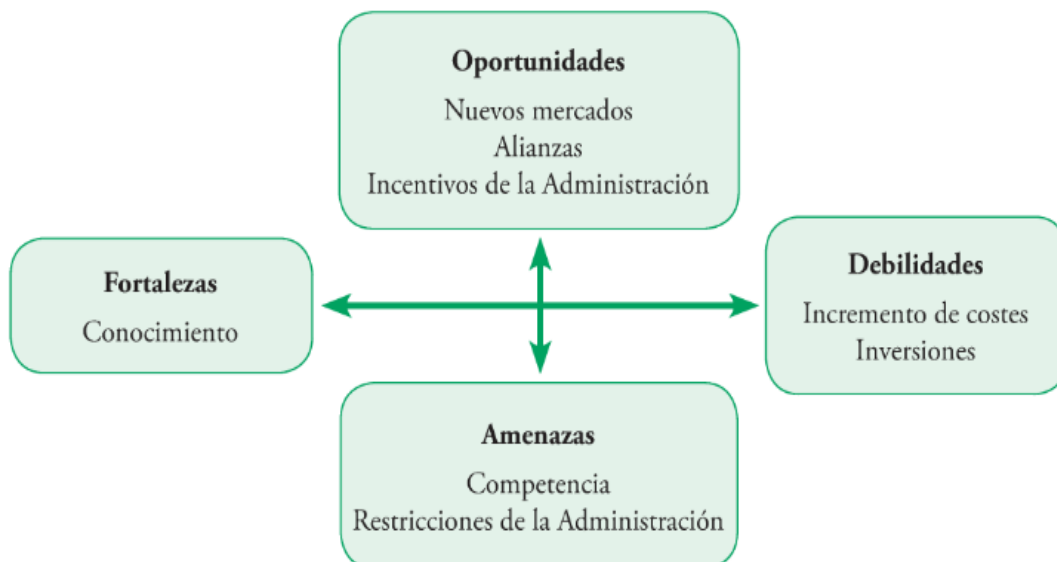 Oportunidades
Nuevos mercados
Alianzas
Incentivos de la Administración
Fortalezas
Conocimiento
Debilidades
Incremento de costes
Inversiones
Amenazas
Competencia
Restricciones de la Administración